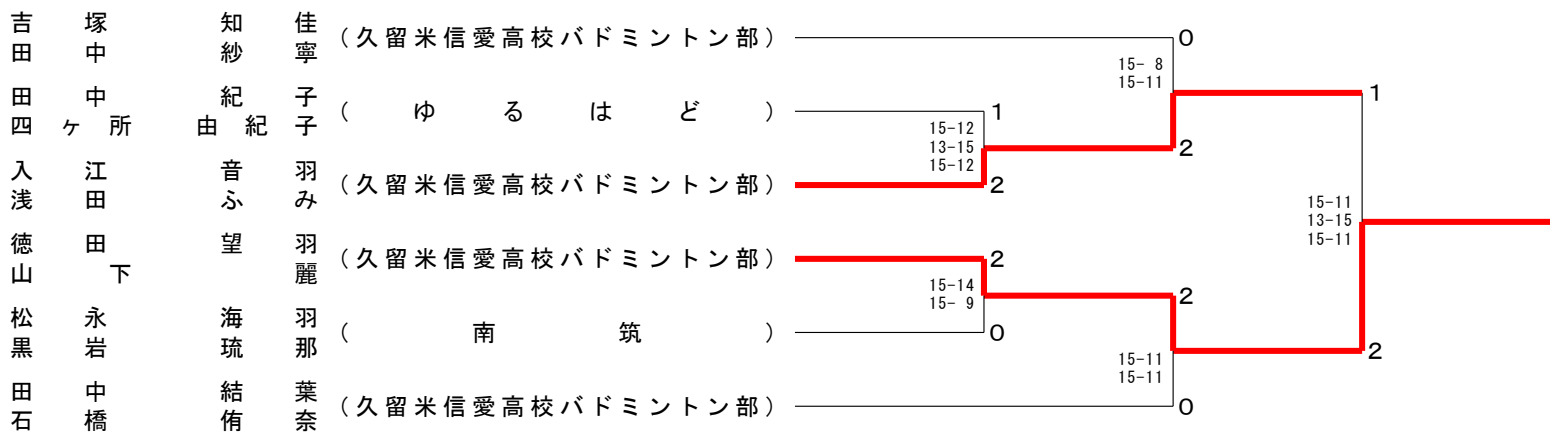 吉塚 知佳
田中 紗寧
(久留米信愛高校バドミントン部)
田中 紀子
四ヶ所 由紀子
(ゆるはど)
入江 音羽
浅田 ふみ
(久留米信愛高校バドミントン部)
徳田 望羽
山下 麗
(久留米信愛高校バドミントン部)
松永 海羽
黒岩 琉那
(南筑)
田中 結葉
石橋 侑奈
(久留米信愛高校バドミントン部)
1
15-12
13-15
15-12
2
2
15-14
15- 9
0
0
15- 8
15-11
2
2
15-11
15-11
0
1
15-11
13-15
15-11
2